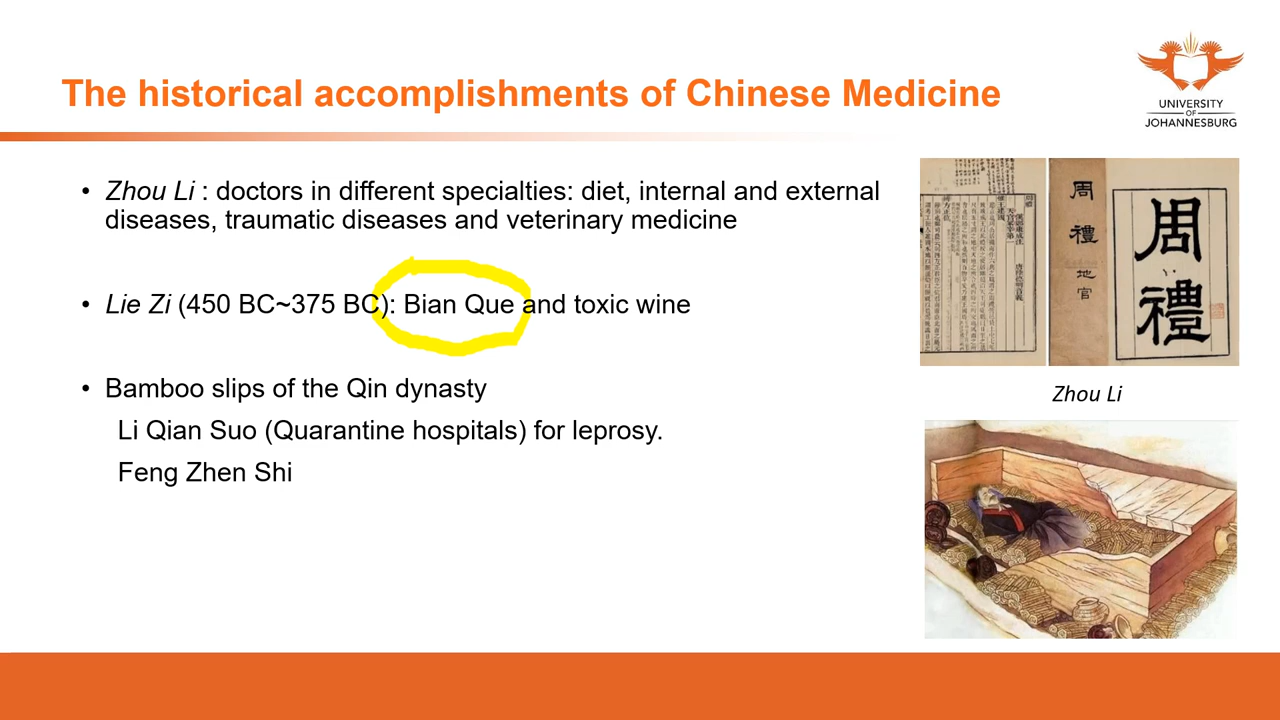 The historical accomplishments of Chinese Medicine
UNIVERSITY
OF
JOHANNESBURG
• Zhou Li : doctors in different specialties: diet, internal and external
diseases, traumatic diseases and veterinary medicine
• Lie Zi (450 BC~375 BC): Bian Que and toxic wine
• Bamboo slips of the Qin dynasty
Li Qian Suo (Quarantine hospitals) for leprosy.
Feng Zhen Shi
周禮
地官
周禮
Zhou Li